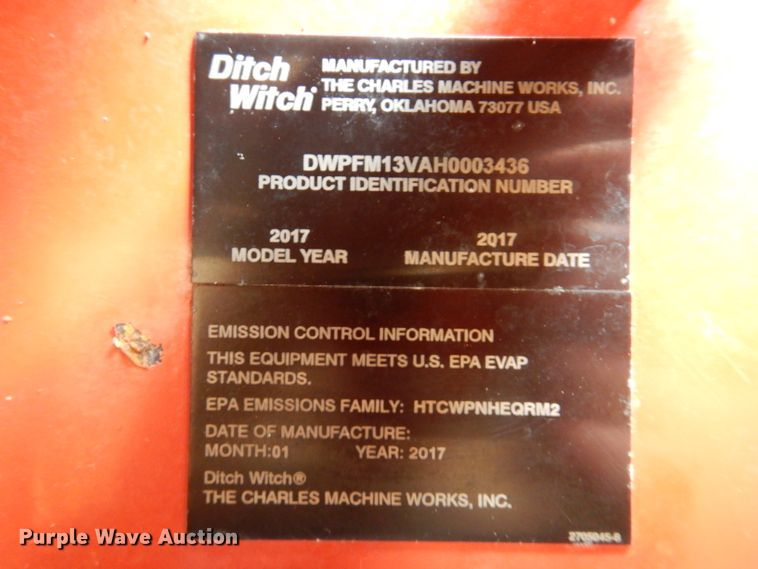 Ditch Witch® MANUFACTURED BY
THE CHARLES MACHINE WORKS, INC.
PERRY, OKLAHOMA 73077 USA
DWPFM13VAH0003436
PRODUCT IDENTIFICATION NUMBER
2017 2017
MODEL YEAR MANUFACTURE DATE
EMISSION CONTROL INFORMATION
THIS EQUIPMENT MEETS U.S. EPA EVAP
STANDARDS.
EPA EMISSIONS FAMILY: HTCWPNHEQRM2
DATE OF MANUFACTURE:
MONTH:01 YEAR: 2017
Ditch Witch®
THE CHARLES MACHINE WORKS, INC.
Purple Wave Auction